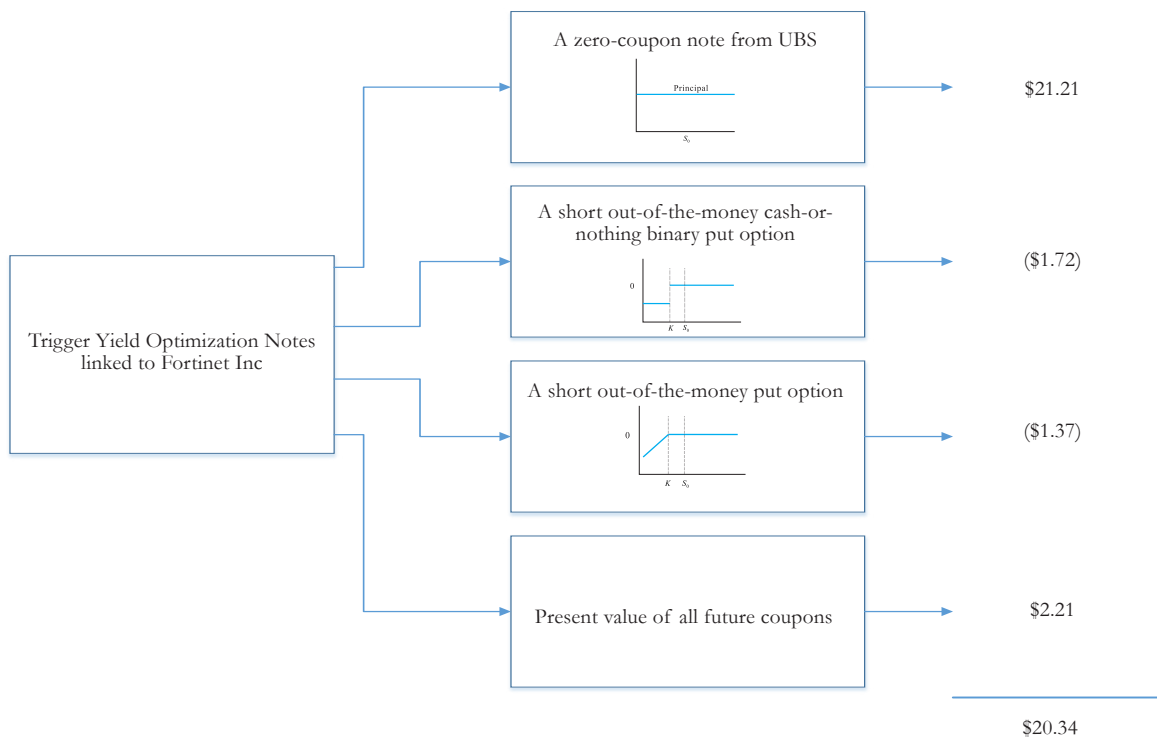 A zero-coupon note from UBS
Principal
S₀
$21.21
A short out-of-the-money cash-or-
nothing binary put option
0
K S₀
($1.72)
Trigger Yield Optimization Notes
linked to Fortinet Inc
A short out-of-the-money put option
0
K S₀
($1.37)
Present value of all future coupons
$2.21
$20.34